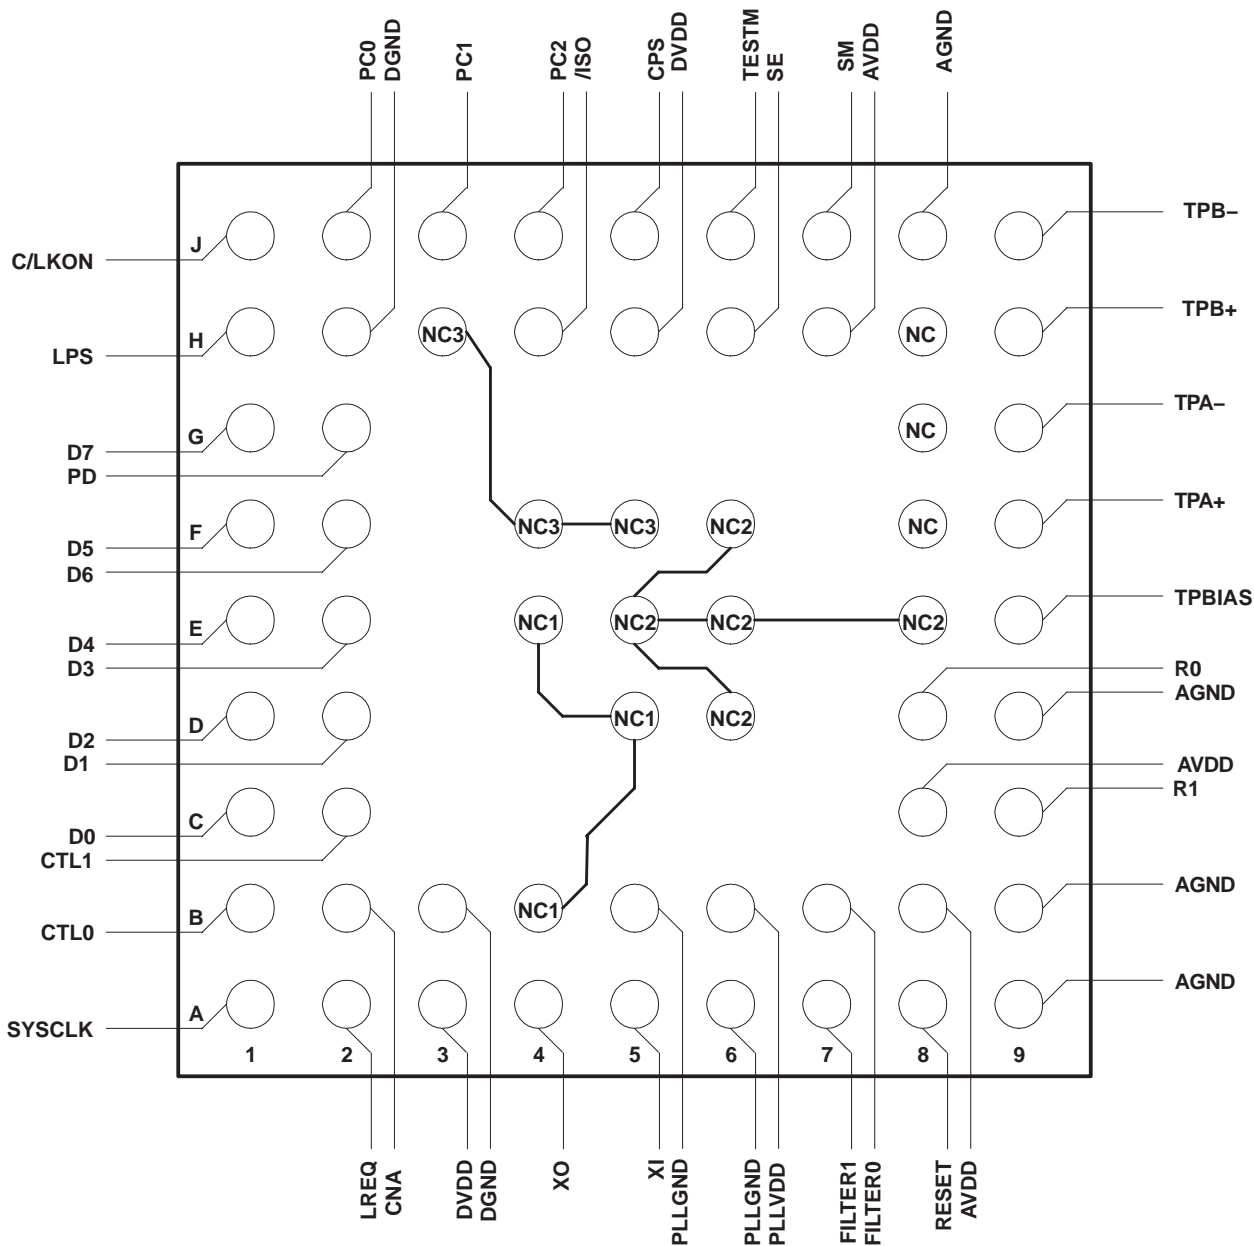 PC0
DGND
PC1
PC2
/ISO
CPS
DVDD
TESTM
SE
SM
AVDD
AGND
J
TPB–
C/LKON
H
NC3
NC
TPB+
LPS
G
NC
TPA–
D7
PD
F
NC3
NC3
NC2
NC
TPA+
D5
D6
E
NC1
NC2
NC2
NC2
TPBIAS
D4
D3
R0
AGND
D
NC1
NC2
D2
D1
AVDD
R1
C
D0
CTL1
AGND
B
NC1
CTL0
AGND
A
SYSCLK
1 2 3 4 5 6 7 8 9
LREQ
CNA
DVDD
DGND
XO
XI
PLLGND
PLLGND
PLLVDD
FILTER1
FILTER0
RESET
AVDD